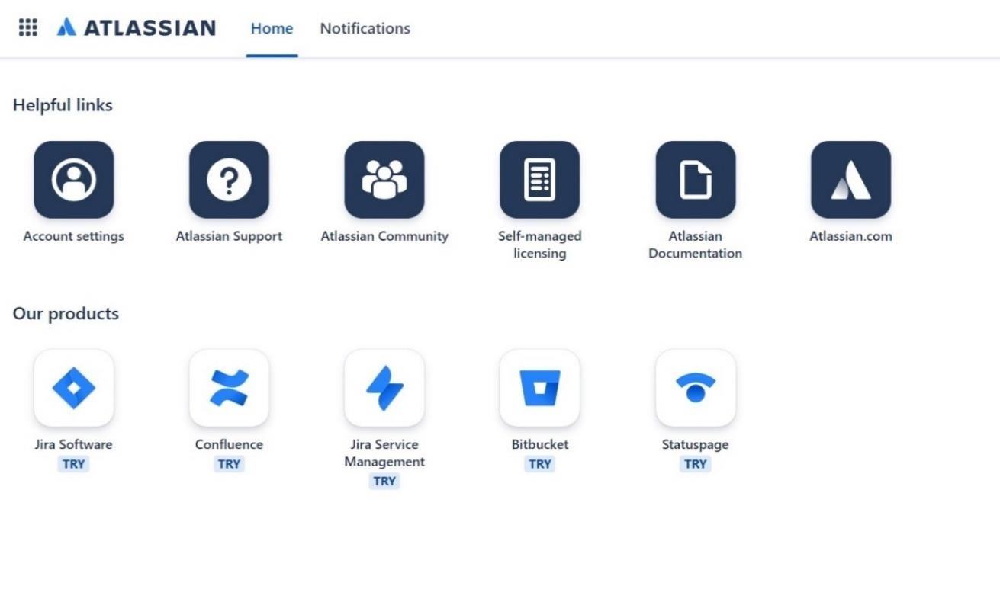 ATLASSIAN Home Notifications
Helpful links
Account settings Atlassian Support Atlassian Community Self-managed licensing Atlassian Documentation Atlassian.com
Our products
Jira Software TRY Confluence TRY Jira Service Management TRY Bitbucket TRY Statuspage TRY